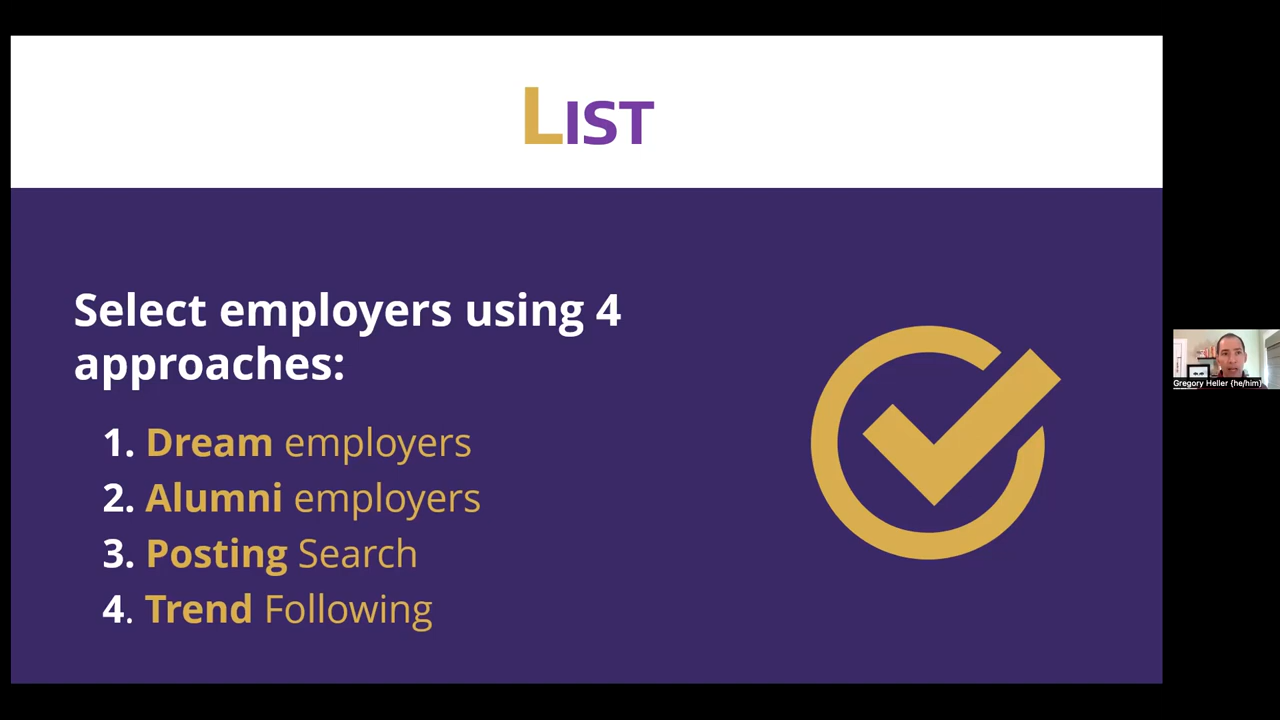 LIST
Select employers using 4
approaches:
1. Dream employers
2. Alumni employers
3. Posting Search
4. Trend Following
Gregory Heller (he/him)